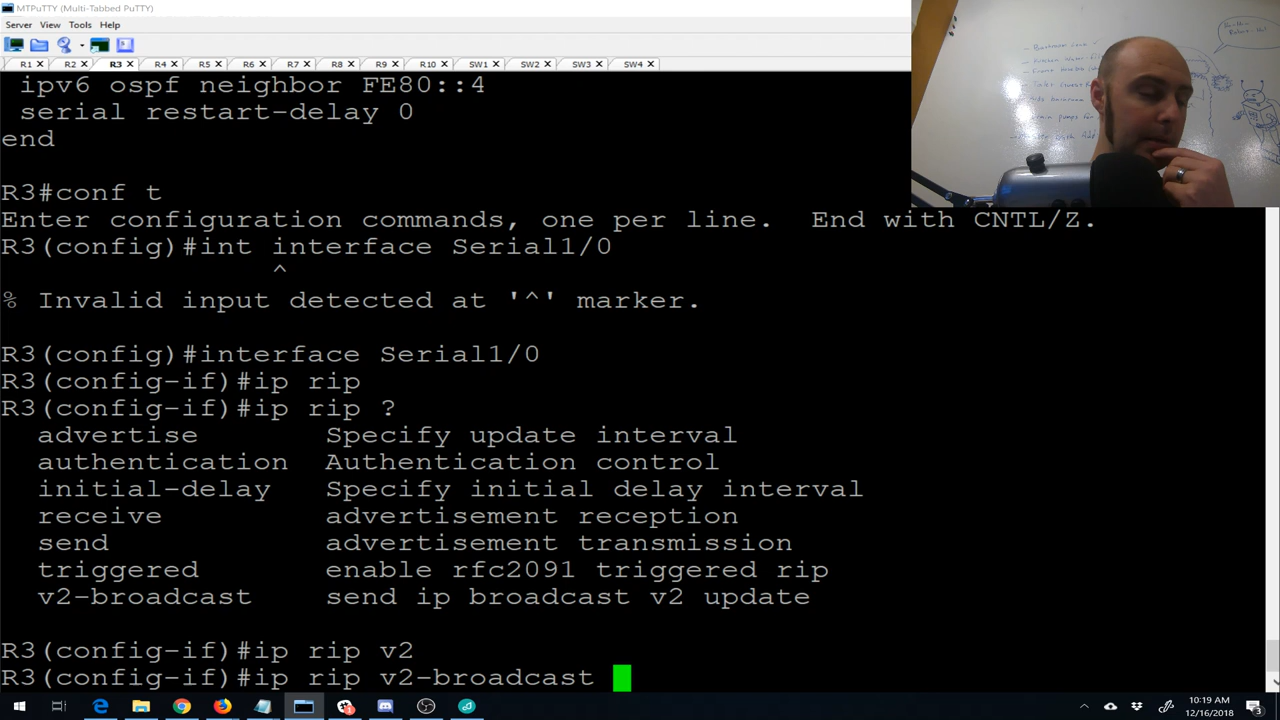 MTPuTTY (Multi-Tabbed PuTTY)
Server View Tools Help
R1 R2 R3 R4 R5 R6 R7 R8 R9 R10 SW1 SW2 SW3 SW4
ipv6 ospf neighbor FE80::4
serial restart-delay 0
end
R3#conf t
Enter configuration commands, one per line. End with CNTL/Z.
R3(config)#int interface Serial1/0
^
% Invalid input detected at '^' marker.
R3(config)#interface Serial1/0
R3(config-if)#ip rip
R3(config-if)#ip rip ?
advertise Specify update interval
authentication Authentication control
initial-delay Specify initial delay interval
receive advertisement reception
send advertisement transmission
triggered enable rfc2091 triggered rip
v2-broadcast send ip broadcast v2 update
R3(config-if)#ip rip v2
R3(config-if)#ip rip v2-broadcast
10:19 AM
12/16/2018
3